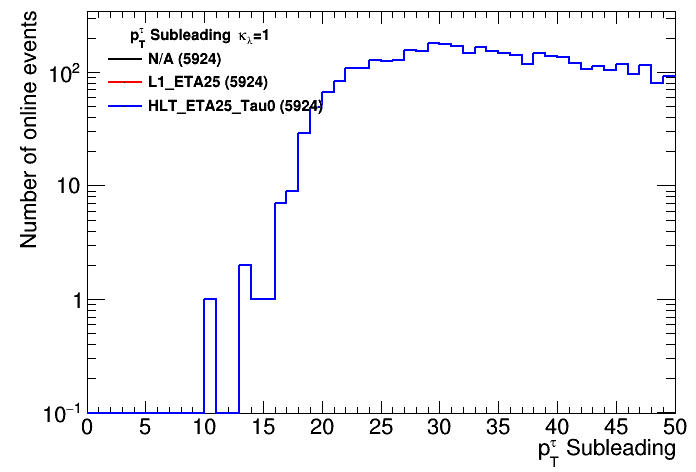 p_T^τ Subleading κ_λ=1
N/A (5924)
L1_ETA25 (5924)
HLT_ETA25_Tau0 (5924)
Number of online events
10²
10
1
10⁻¹
0 5 10 15 20 25 30 35 40 45 50
p_T^τ Subleading